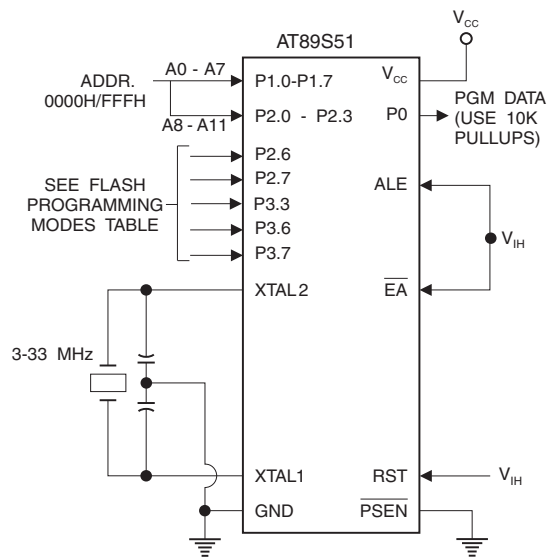 AT89S51
V_CC
ADDR.
0000H/FFFH
A0 - A7
A8 - A11
P1.0-P1.7
P2.0 - P2.3
P2.6
P2.7
P3.3
P3.6
P3.7
SEE FLASH
PROGRAMMING
MODES TABLE
XTAL2
3-33 MHz
XTAL1
GND
V_CC
P0
PGM DATA
(USE 10K
PULLUPS)
ALE
V_IH
EA
RST
V_IH
PSEN